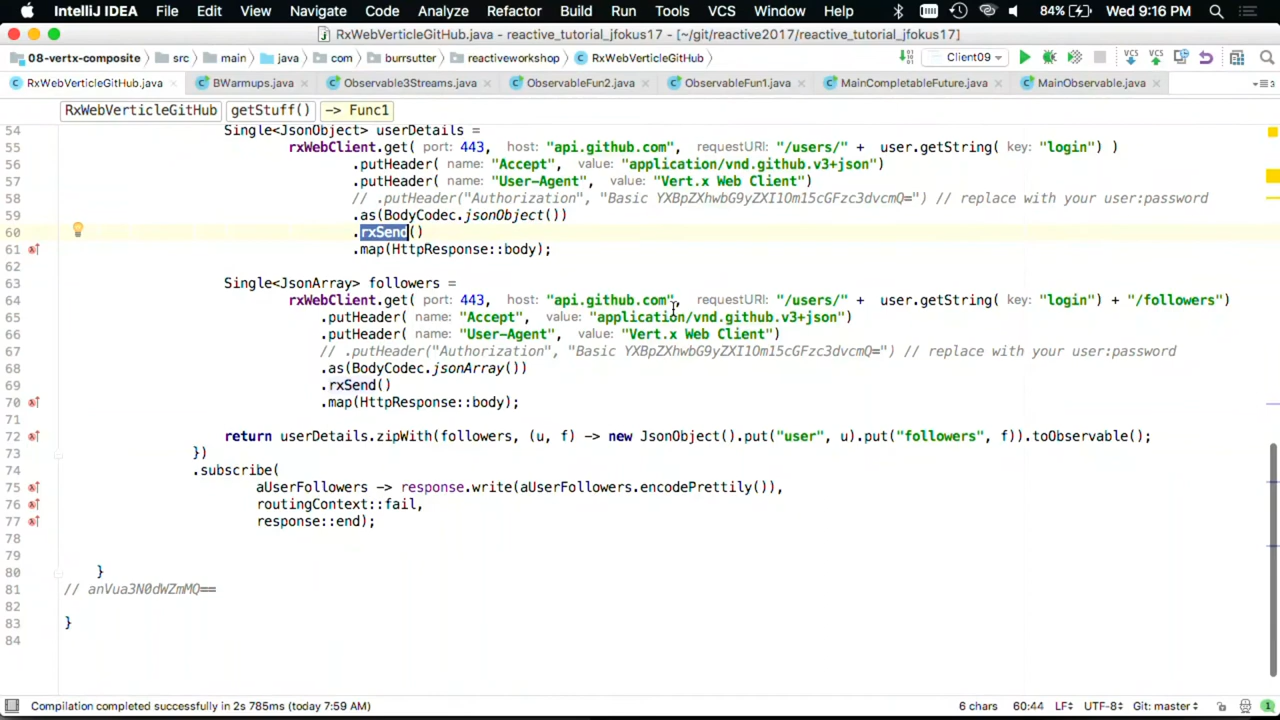 IntelliJ IDEA File Edit View Navigate Code Analyze Refactor Build Run Tools VCS Window Help 84% Wed 9:16 PM
RxWebVerticleGitHub.java - reactive_tutorial_jfokus17 - [~/git/reactive2017/reactive_tutorial_jfokus17]
08-vertx-composite src main java com burrsutter reactiveworkshop RxWebVerticleGitHub Client09
RxWebVerticleGitHub.java BWarmups.java Observable3Streams.java ObservableFun2.java ObservableFun1.java MainCompletableFuture.java MainObservable.java
RxWebVerticleGitHub getStuff() -> Func1
54 Single<JsonObject> userDetails =
55 rxWebClient.get( port: 443, host: "api.github.com", requestURI: "/users/" + user.getString( key: "login") )
56 .putHeader( name: "Accept", value: "application/vnd.github.v3+json")
57 .putHeader( name: "User-Agent", value: "Vert.x Web Client")
58 // .putHeader("Authorization", "Basic YXBpZXhwbG9yZXI1Om15cGFzc3dvcmQ=") // replace with your user:password
59 .as(BodyCodec.jsonObject())
60 .rxSend()
61 .map(HttpResponse::body);
62
63 Single<JsonArray> followers =
64 rxWebClient.get( port: 443, host: "api.github.com", requestURI: "/users/" + user.getString( key: "login") + "/followers")
65 .putHeader( name: "Accept", value: "application/vnd.github.v3+json")
66 .putHeader( name: "User-Agent", value: "Vert.x Web Client")
67 // .putHeader("Authorization", "Basic YXBpZXhwbG9yZXI1Om15cGFzc3dvcmQ=") // replace with your user:password
68 .as(BodyCodec.jsonArray())
69 .rxSend()
70 .map(HttpResponse::body);
71
72 return userDetails.zipWith(followers, (u, f) -> new JsonObject().put("user", u).put("followers", f)).toObservable();
73 })
74 .subscribe(
75 aUserFollowers -> response.write(aUserFollowers.encodePrettily()),
76 routingContext::fail,
77 response::end);
78
79
80 }
81 // anVua3N0dWZmMQ==
82
83 }
84
Compilation completed successfully in 2s 785ms (today 7:59 AM) 6 chars 60:44 LF UTF-8 Git: master 1